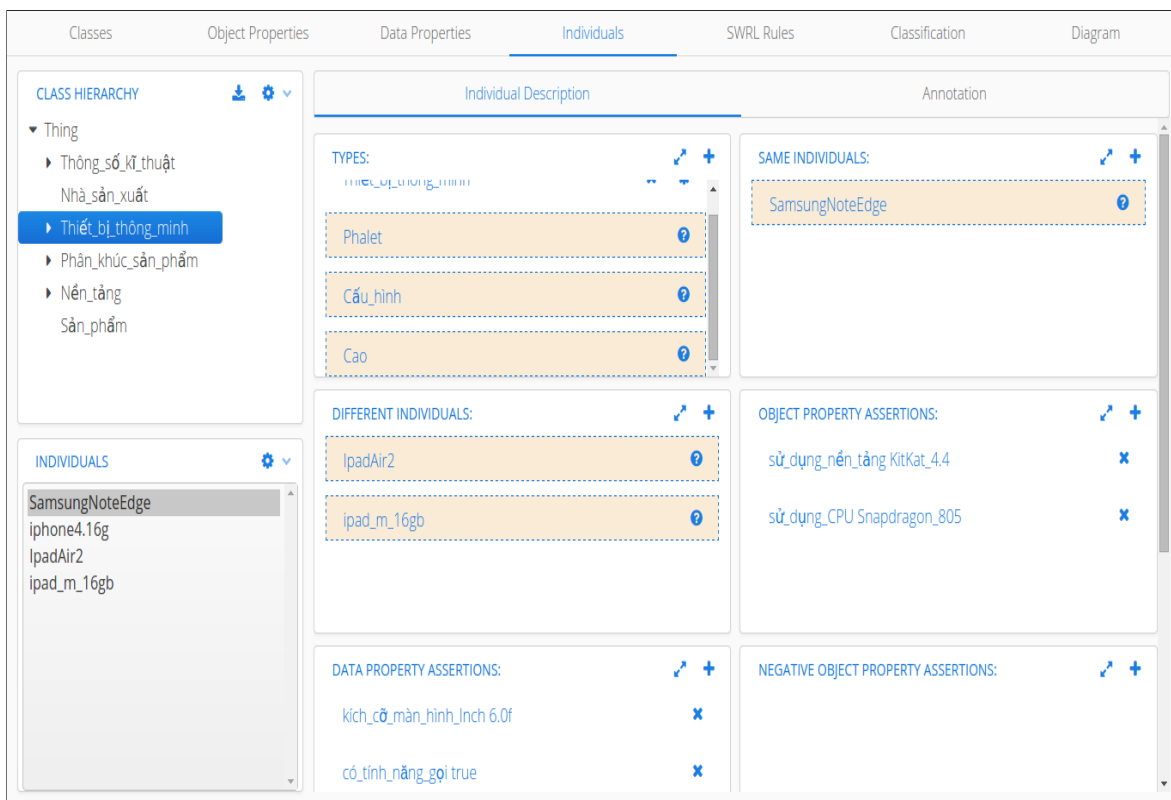 Classes Object Properties Data Properties Individuals SWRL Rules Classification Diagram
CLASS HIERARCHY
Thing
Thông_số_kĩ_thuật
Nhà_sản_xuất
Thiết_bị_thông_minh
Phân_khúc_sản_phẩm
Nền_tảng
Sản_phẩm
INDIVIDUALS
SamsungNoteEdge
iphone4.16g
IpadAir2
ipad_m_16gb
Individual Description Annotation
TYPES:
Thiết_bị_thông_minh
Phalet
Cấu_hình
Cao
SAME INDIVIDUALS:
SamsungNoteEdge
DIFFERENT INDIVIDUALS:
IpadAir2
ipad_m_16gb
OBJECT PROPERTY ASSERTIONS:
sử_dụng_nền_tảng KitKat_4.4
sử_dụng_CPU Snapdragon_805
DATA PROPERTY ASSERTIONS:
kích_cỡ_màn_hình_Inch 6.0f
có_tính_năng_gọi true
NEGATIVE OBJECT PROPERTY ASSERTIONS: